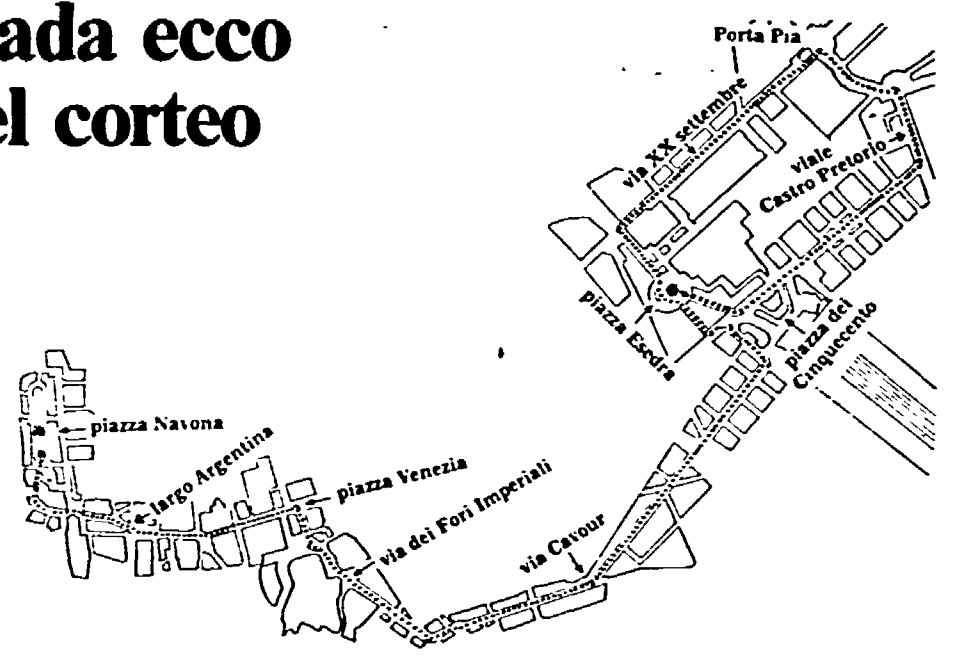 ada ecco
el corteo
Porta Pia
via XX settembre
viale
Castro Pretorio
piazza Esedra
piazza dei
Cinquecento
piazza Navona
largo Argentina
piazza Venezia
via dei Fori Imperiali
via Cavour